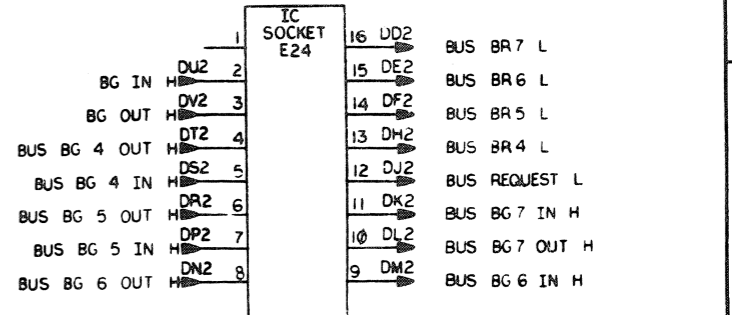 IC
SOCKET
E24
1
16 DD2 BUS BR7 L
BG IN H DU2 2
15 DE2 BUS BR6 L
BG OUT H DV2 3
14 DF2 BUS BR5 L
BUS BG 4 OUT H DT2 4
13 DH2 BUS BR4 L
BUS BG 4 IN H DS2 5
12 DJ2 BUS REQUEST L
BUS BG 5 OUT H DR2 6
11 DK2 BUS BG7 IN H
BUS BG 5 IN H DP2 7
10 DL2 BUS BG7 OUT H
BUS BG 6 OUT H DN2 8
9 DM2 BUS BG 6 IN H